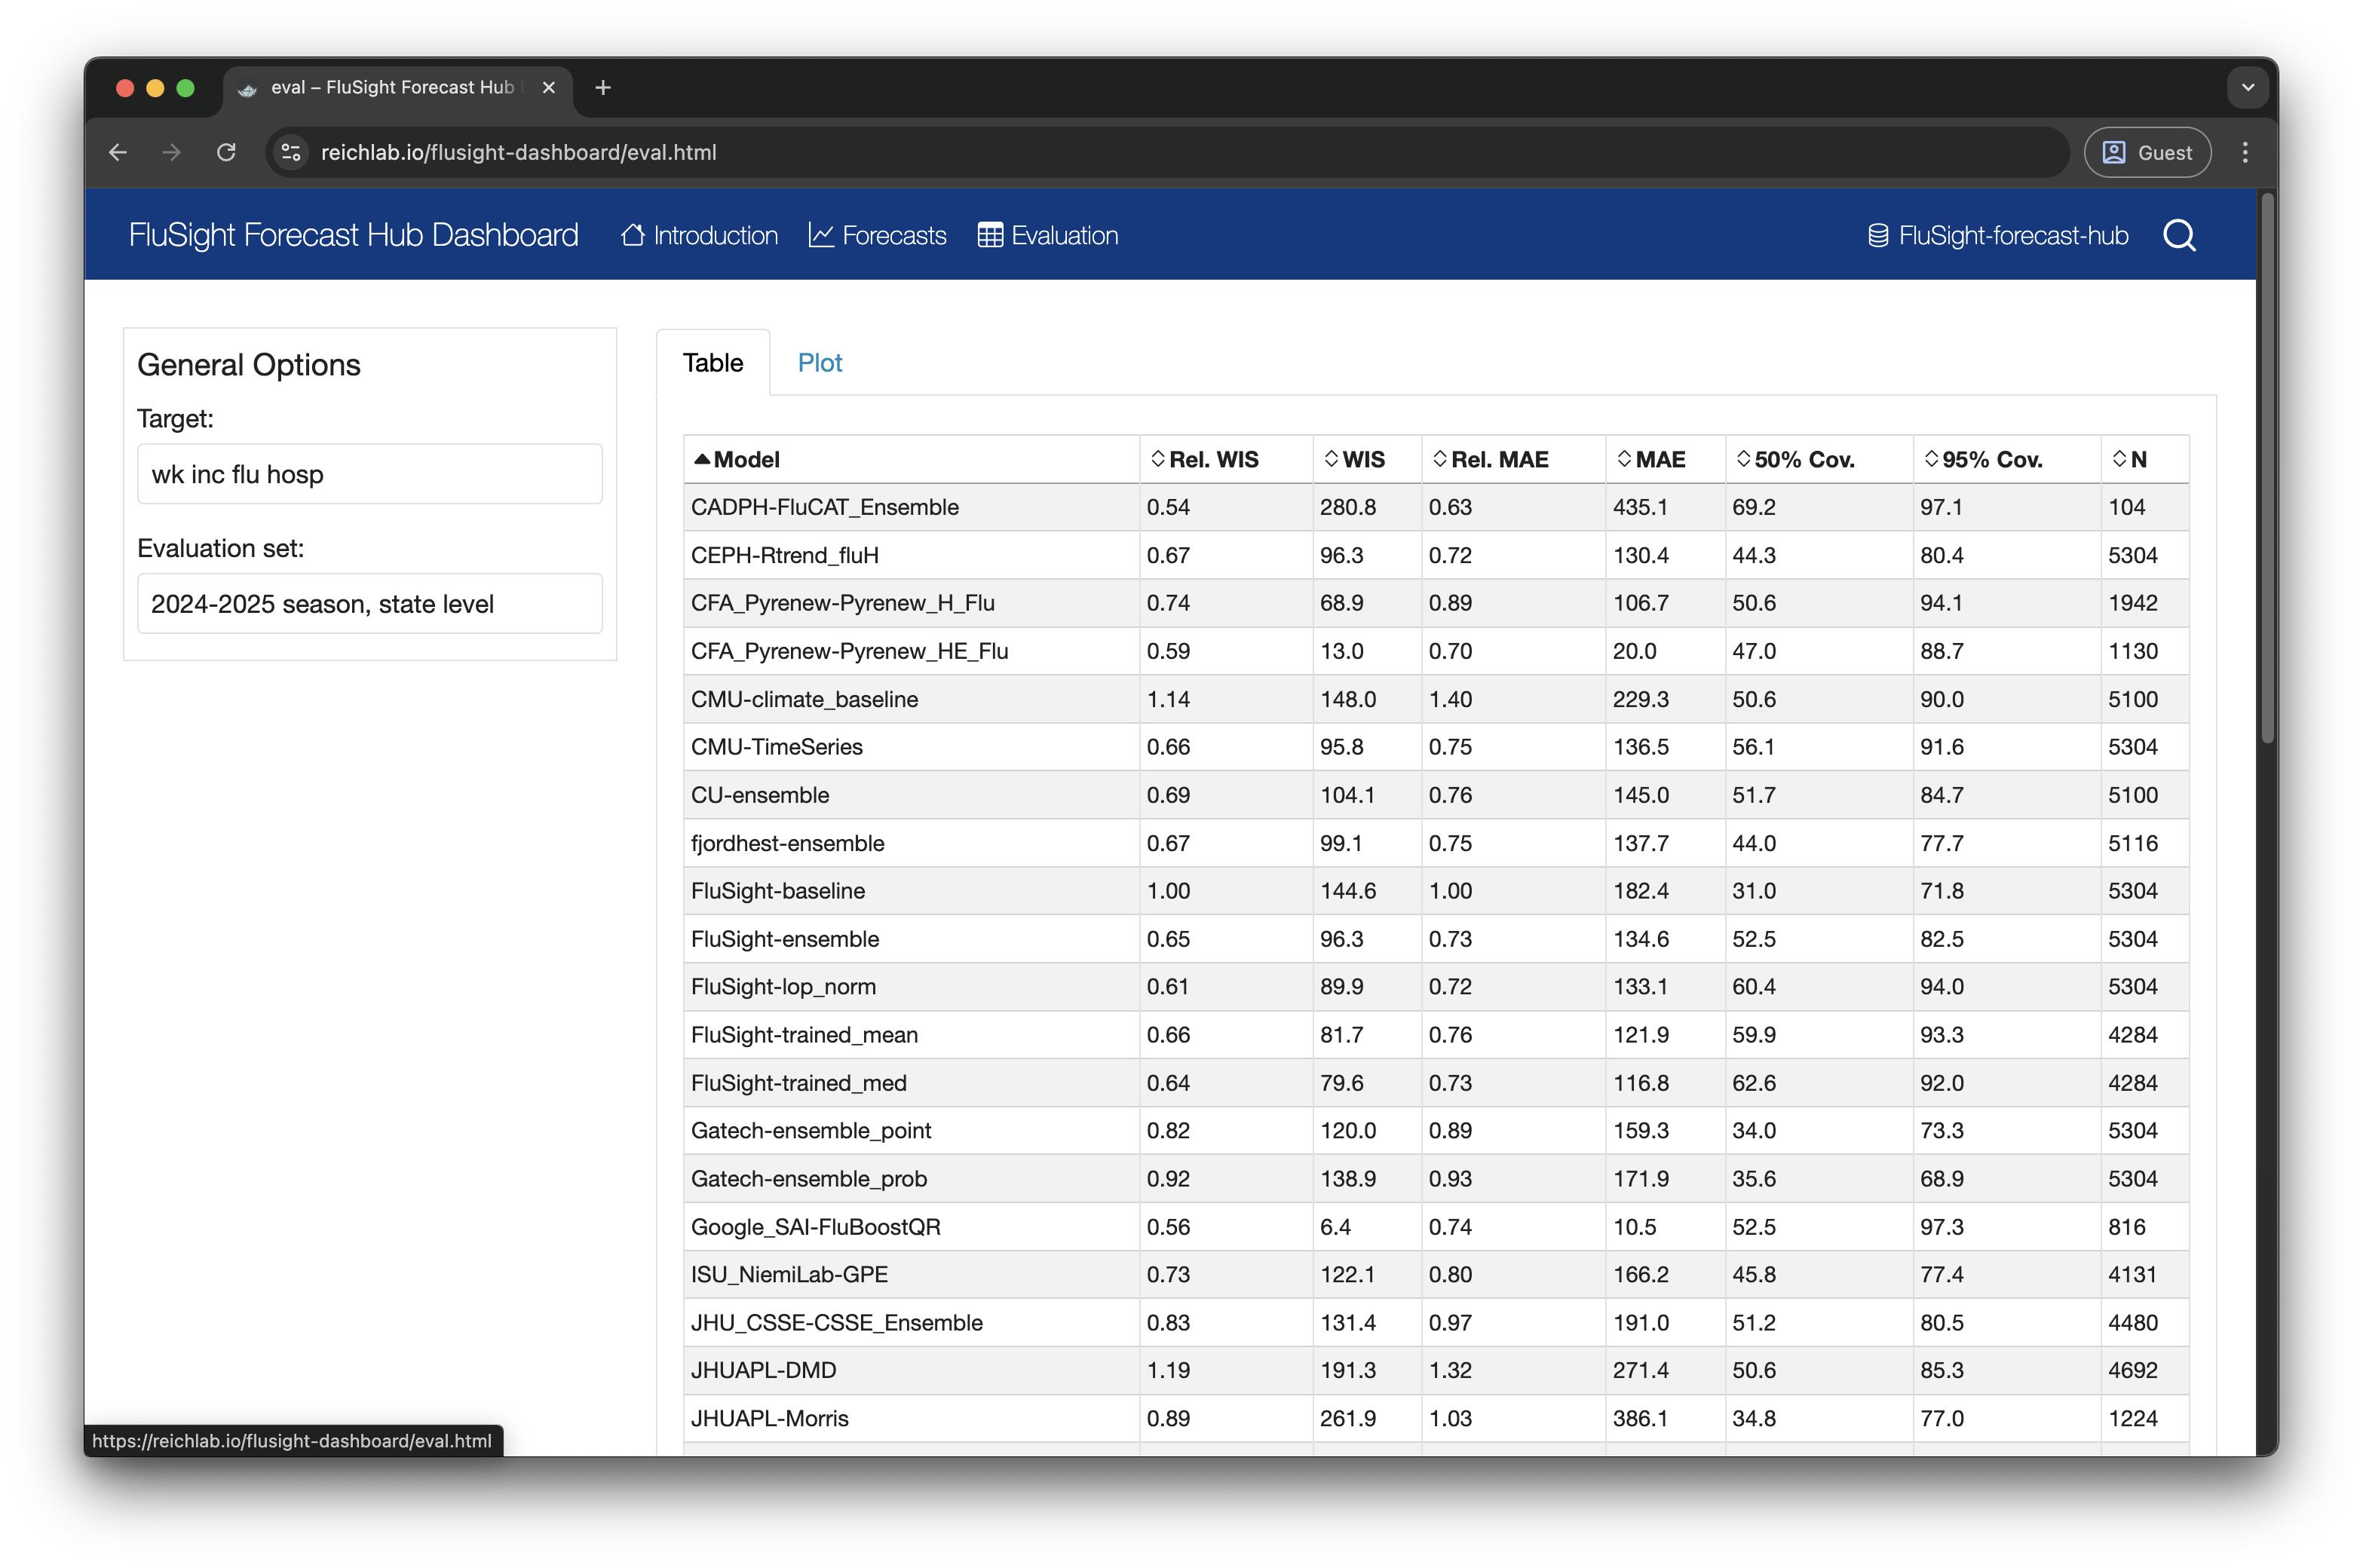 eval – FluSight Forecast Hub
reichlab.io/flusight-dashboard/eval.html
Guest
FluSight Forecast Hub Dashboard Introduction Forecasts Evaluation FluSight-forecast-hub
General Options
Target:
wk inc flu hosp
Evaluation set:
2024-2025 season, state level
Table Plot
Model Rel. WIS WIS Rel. MAE MAE 50% Cov. 95% Cov. N
CADPH-FluCAT_Ensemble 0.54 280.8 0.63 435.1 69.2 97.1 104
CEPH-Rtrend_fluH 0.67 96.3 0.72 130.4 44.3 80.4 5304
CFA_Pyrenew-Pyrenew_H_Flu 0.74 68.9 0.89 106.7 50.6 94.1 1942
CFA_Pyrenew-Pyrenew_HE_Flu 0.59 13.0 0.70 20.0 47.0 88.7 1130
CMU-climate_baseline 1.14 148.0 1.40 229.3 50.6 90.0 5100
CMU-TimeSeries 0.66 95.8 0.75 136.5 56.1 91.6 5304
CU-ensemble 0.69 104.1 0.76 145.0 51.7 84.7 5100
fjordhest-ensemble 0.67 99.1 0.75 137.7 44.0 77.7 5116
FluSight-baseline 1.00 144.6 1.00 182.4 31.0 71.8 5304
FluSight-ensemble 0.65 96.3 0.73 134.6 52.5 82.5 5304
FluSight-lop_norm 0.61 89.9 0.72 133.1 60.4 94.0 5304
FluSight-trained_mean 0.66 81.7 0.76 121.9 59.9 93.3 4284
FluSight-trained_med 0.64 79.6 0.73 116.8 62.6 92.0 4284
Gatech-ensemble_point 0.82 120.0 0.89 159.3 34.0 73.3 5304
Gatech-ensemble_prob 0.92 138.9 0.93 171.9 35.6 68.9 5304
Google_SAI-FluBoostQR 0.56 6.4 0.74 10.5 52.5 97.3 816
ISU_NiemiLab-GPE 0.73 122.1 0.80 166.2 45.8 77.4 4131
JHU_CSSE-CSSE_Ensemble 0.83 131.4 0.97 191.0 51.2 80.5 4480
JHUAPL-DMD 1.19 191.3 1.32 271.4 50.6 85.3 4692
JHUAPL-Morris 0.89 261.9 1.03 386.1 34.8 77.0 1224
https://reichlab.io/flusight-dashboard/eval.html